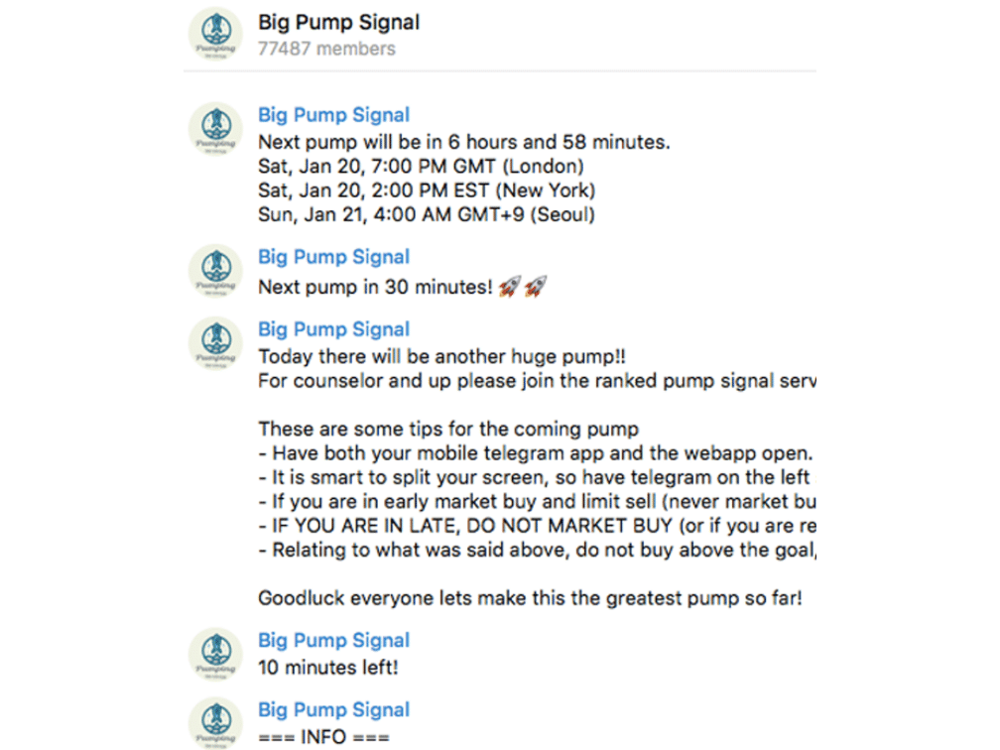 Big Pump Signal
77487 members
Big Pump Signal
Next pump will be in 6 hours and 58 minutes.
Sat, Jan 20, 7:00 PM GMT (London)
Sat, Jan 20, 2:00 PM EST (New York)
Sun, Jan 21, 4:00 AM GMT+9 (Seoul)
Big Pump Signal
Next pump in 30 minutes! 🚀🚀
Big Pump Signal
Today there will be another huge pump!!
For counselor and up please join the ranked pump signal serv
These are some tips for the coming pump
- Have both your mobile telegram app and the webapp open.
- It is smart to split your screen, so have telegram on the left
- If you are in early market buy and limit sell (never market bu
- IF YOU ARE IN LATE, DO NOT MARKET BUY (or if you are re
- Relating to what was said above, do not buy above the goal,
Goodluck everyone lets make this the greatest pump so far!
Big Pump Signal
10 minutes left!
Big Pump Signal
=== INFO ===